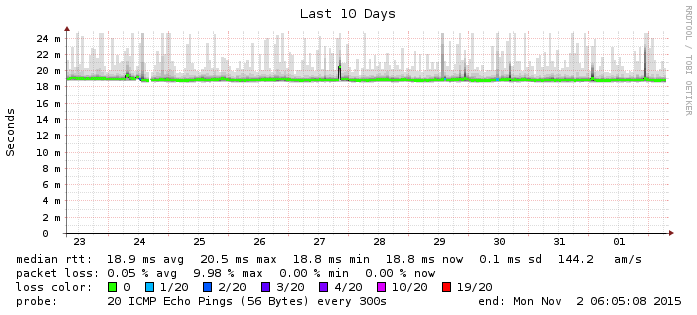 Last 10 Days
RRDTOOL / TOBI OETIKER
Seconds
24 m
22 m
20 m
18 m
16 m
14 m
12 m
10 m
8 m
6 m
4 m
2 m
0
23 24 25 26 27 28 29 30 31 01
median rtt: 18.9 ms avg 20.5 ms max 18.8 ms min 18.8 ms now 0.1 ms sd 144.2 am/s
packet loss: 0.05 % avg 9.98 % max 0.00 % min 0.00 % now
loss color: 0 1/20 2/20 3/20 4/20 10/20 19/20
probe: 20 ICMP Echo Pings (56 Bytes) every 300s end: Mon Nov 2 06:05:08 2015